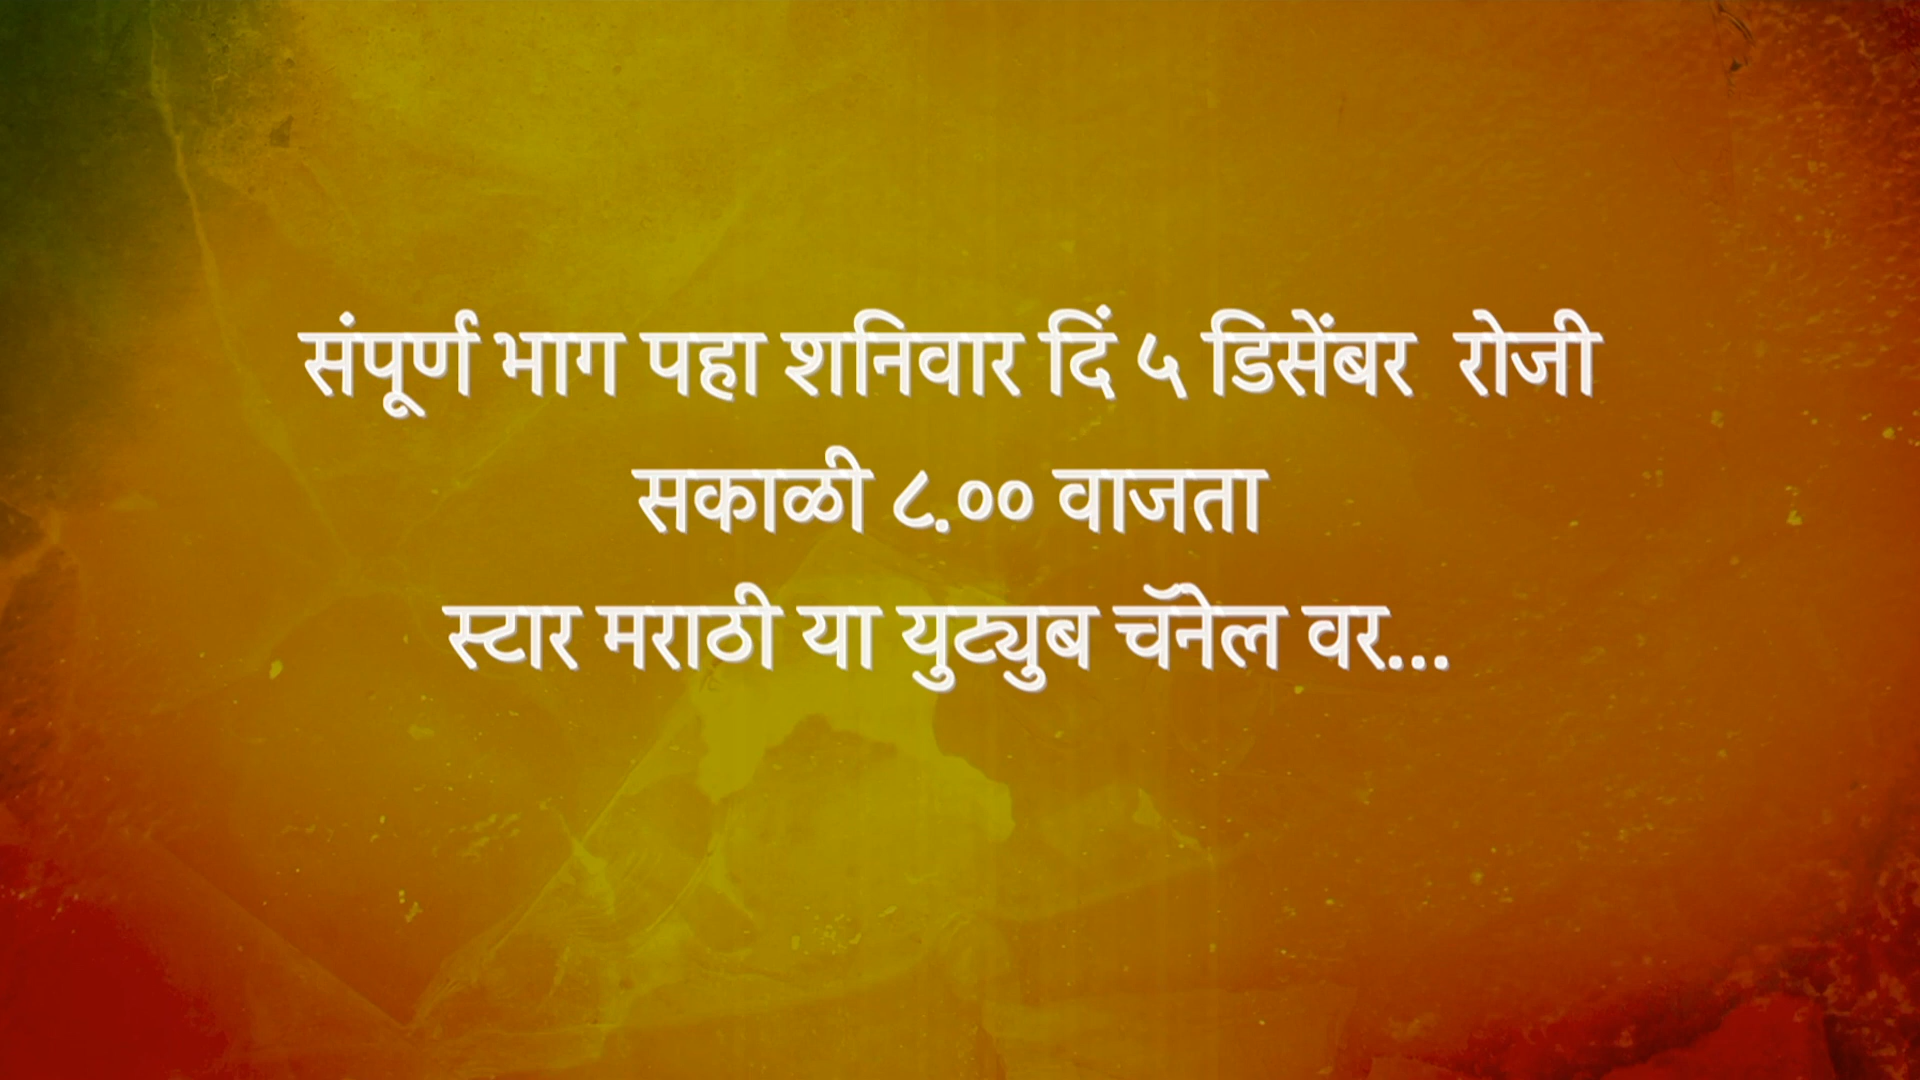 संपूर्ण भाग पहा शनिवार दिं ५ डिसेंबर रोजी
सकाळी ८.०० वाजता
स्टार मराठी या युट्युब चॅनेल वर...